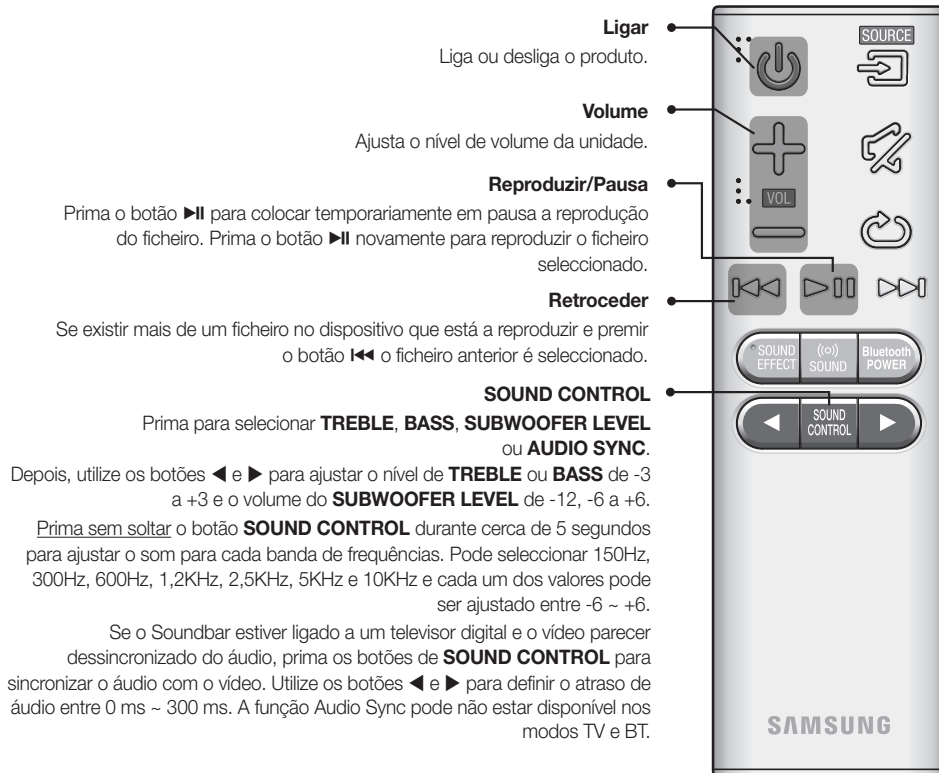 Ligar
Liga ou desliga o produto.
Volume
Ajusta o nível de volume da unidade.
Reproduzir/Pausa
Prima o botão ▶II para colocar temporariamente em pausa a reprodução
do ficheiro. Prima o botão ▶II novamente para reproduzir o ficheiro
seleccionado.
Retroceder
Se existir mais de um ficheiro no dispositivo que está a reproduzir e premir
o botão I◀◀ o ficheiro anterior é seleccionado.
SOUND CONTROL
Prima para selecionar TREBLE, BASS, SUBWOOFER LEVEL
ou AUDIO SYNC.
Depois, utilize os botões ◀ e ▶ para ajustar o nível de TREBLE ou BASS de -3
a +3 e o volume do SUBWOOFER LEVEL de -12, -6 a +6.
Prima sem soltar o botão SOUND CONTROL durante cerca de 5 segundos
para ajustar o som para cada banda de frequências. Pode seleccionar 150Hz,
300Hz, 600Hz, 1,2KHz, 2,5KHz, 5KHz e 10KHz e cada um dos valores pode
ser ajustado entre -6 ~ +6.
Se o Soundbar estiver ligado a um televisor digital e o vídeo parecer
dessincronizado do áudio, prima os botões de SOUND CONTROL para
sincronizar o áudio com o vídeo. Utilize os botões ◀ e ▶ para definir o atraso de
áudio entre 0 ms ~ 300 ms. A função Audio Sync pode não estar disponível nos
modos TV e BT.
SOURCE
VOL
SOUND
EFFECT
((o))
SOUND
Bluetooth
POWER
SOUND
CONTROL
SAMSUNG